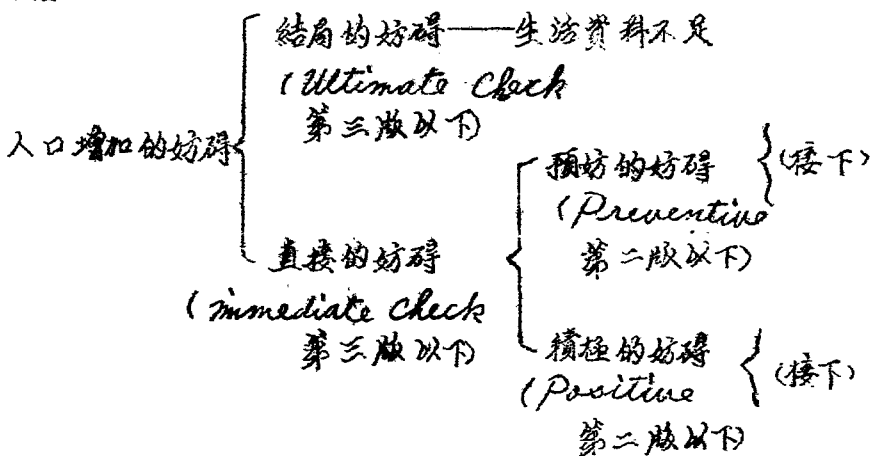 結局的妨碍——生活資料不足
(Ultimate Check
第三版以下)
人口增加的妨碍
預妨的妨碍 (接下)
(Preventive
第二版以下)
直接的妨碍
(immediate Check
第三版以下)
積極的妨碍 (接下)
(Positive
第二版以下)